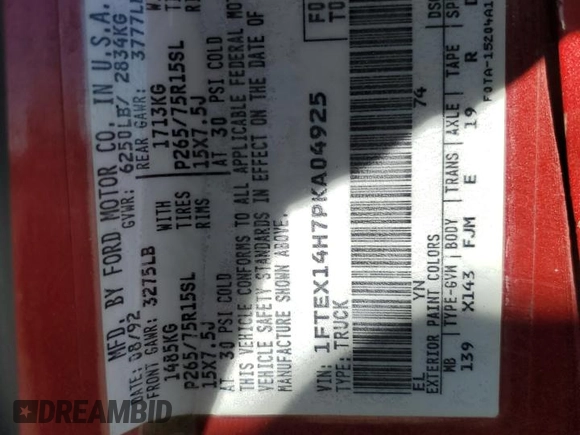 MFD. BY FORD MOTOR CO. IN U.S.A.
DATE: 08/92 GVWR: 6250LB/ 2834KG
FRONT GAWR: 3275LB REAR GAWR: 3777LB
1485KG WITH 1713KG
P265/75R15SL TIRES P265/75R15SL
15X7.5J RIMS 15X7.5J
AT 30 PSI COLD AT 30 PSI COLD
THIS VEHICLE CONFORMS TO ALL APPLICABLE FEDERAL MOTOR
VEHICLE SAFETY STANDARDS IN EFFECT ON THE DATE OF
MANUFACTURE SHOWN ABOVE.
VIN: 1FTEX14H7PKA04925
TYPE: TRUCK
74
EL YN
EXTERIOR PAINT COLORS DSO
WB TYPE-GVM BODY TRANS AXLE TAPE
139 X143 FJM E 19 R
F0TA-15204A1
DREAMBID